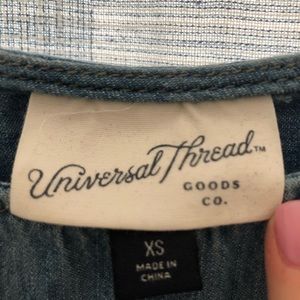 Universal Thread™
GOODS
CO.
XS
MADE IN
CHINA